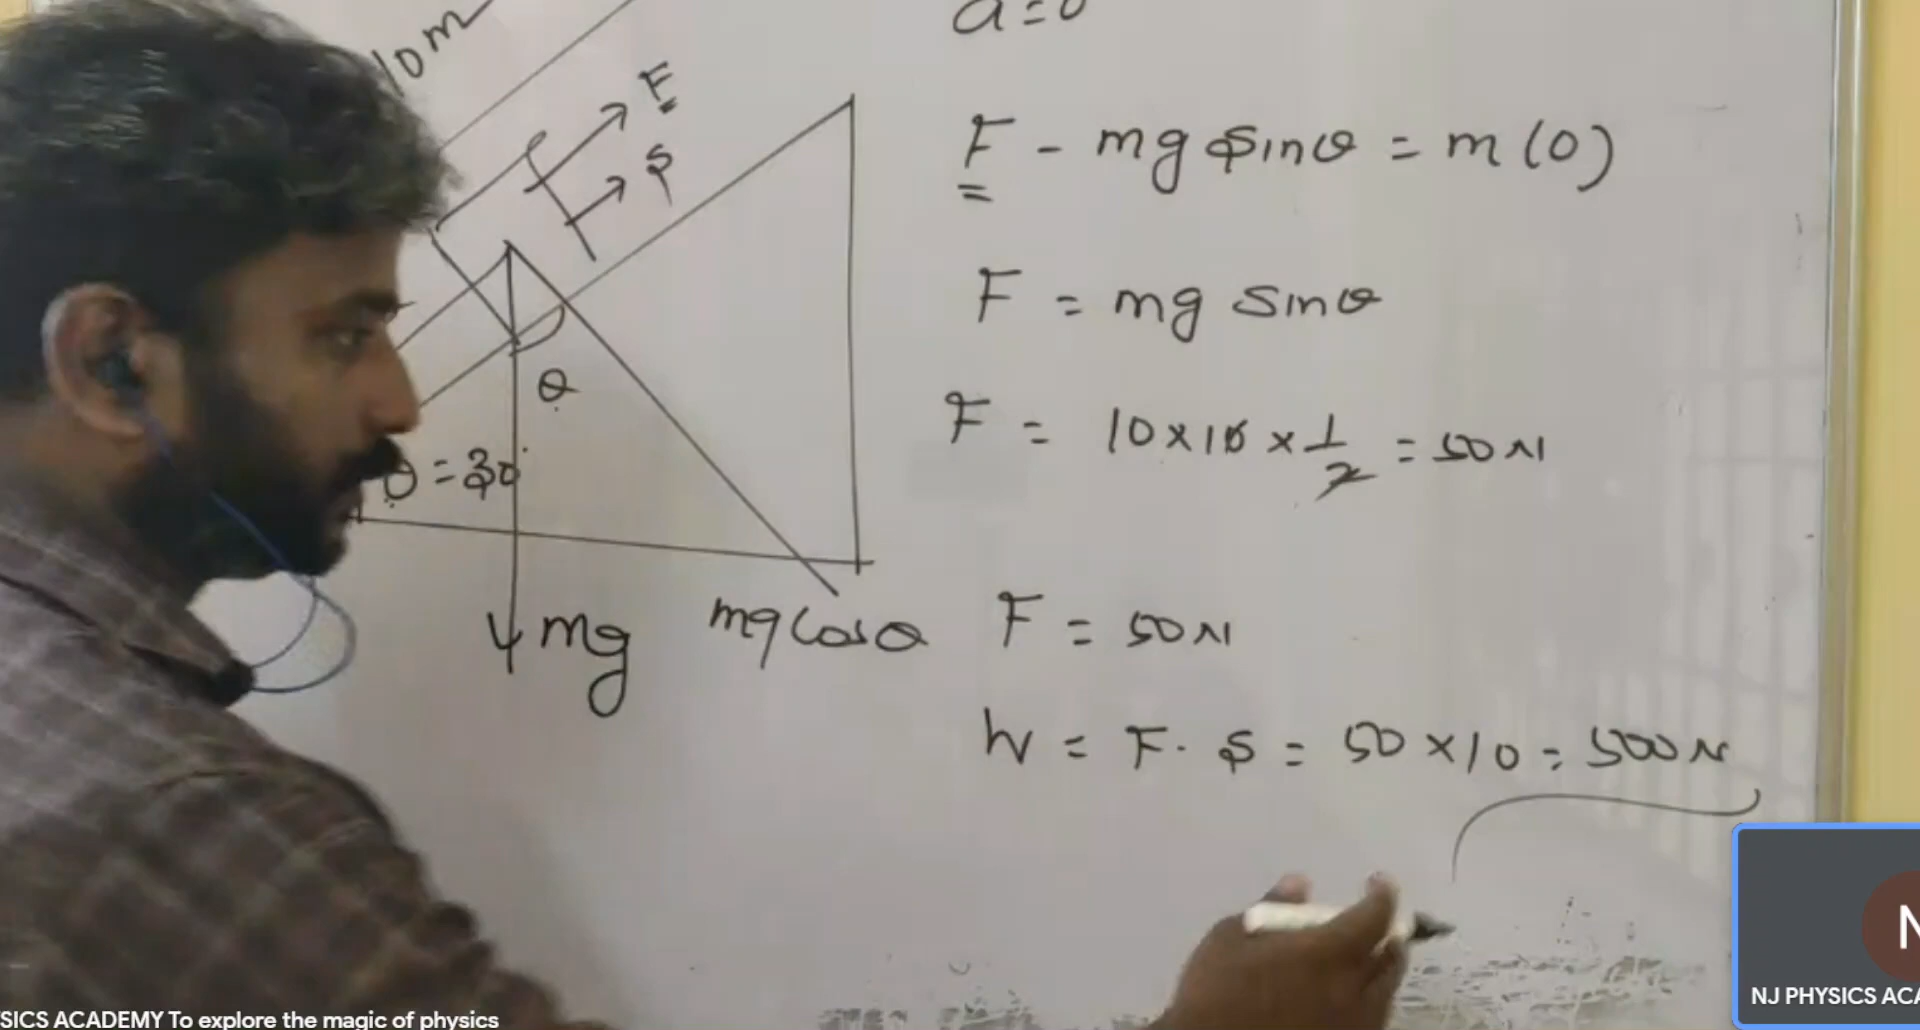 10m
F
S
θ
θ = 30°
mg
mg cosθ
a = 0
F - mg sinθ = m(0)
F = mg sinθ
F = 10 × 10 × 1/2 = 50N
F = 50N
W = F. S = 50 × 10 = 500N
N
NJ PHYSICS ACA
SICS ACADEMY To explore the magic of physics